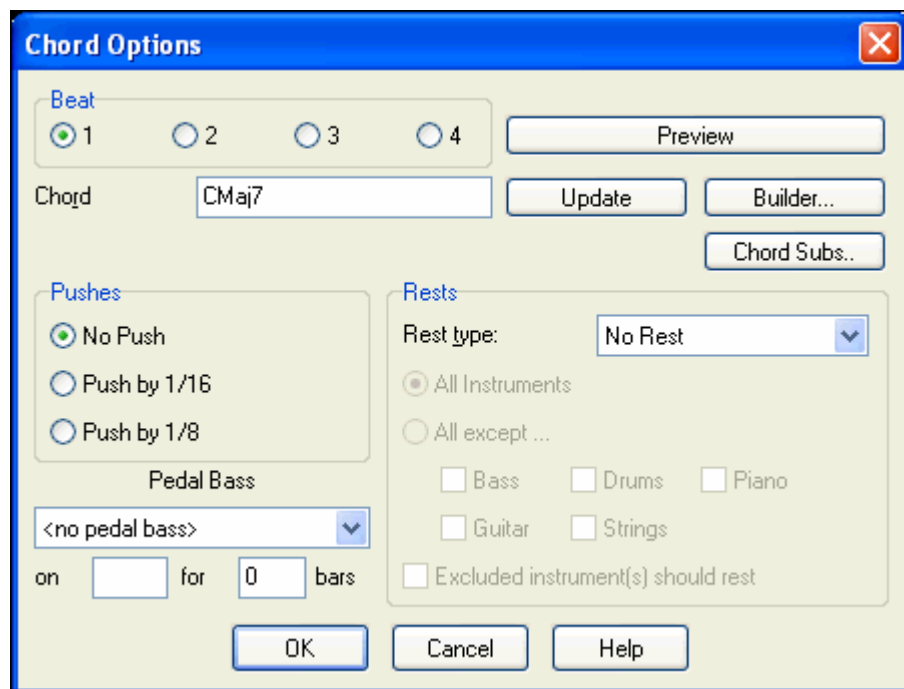 Chord Options
Beat
1 2 3 4 Preview
Chord CMaj7 Update Builder...
Chord Subs..
Pushes Rests
No Push Rest type: No Rest
Push by 1/16 All Instruments
Push by 1/8 All except ...
Pedal Bass Bass Drums Piano
<no pedal bass> Guitar Strings
on for 0 bars Excluded instrument(s) should rest
OK Cancel Help